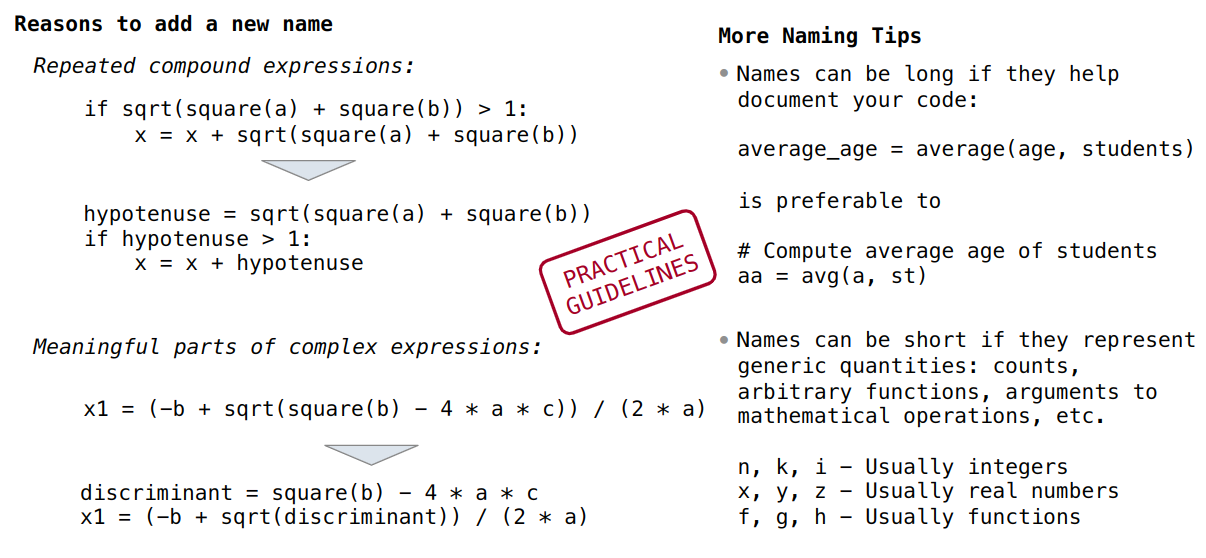 Reasons to add a new name
Repeated compound expressions:
if sqrt(square(a) + square(b)) > 1:
    x = x + sqrt(square(a) + square(b))
hypotenuse = sqrt(square(a) + square(b))
if hypotenuse > 1:
    x = x + hypotenuse
Meaningful parts of complex expressions:
x1 = (−b + sqrt(square(b) − 4 * a * c)) / (2 * a)
discriminant = square(b) − 4 * a * c
x1 = (−b + sqrt(discriminant)) / (2 * a)
PRACTICAL
GUIDELINES
More Naming Tips
• Names can be long if they help
document your code:
average_age = average(age, students)
is preferable to
# Compute average age of students
aa = avg(a, st)
• Names can be short if they represent
generic quantities: counts,
arbitrary functions, arguments to
mathematical operations, etc.
n, k, i − Usually integers
x, y, z − Usually real numbers
f, g, h − Usually functions